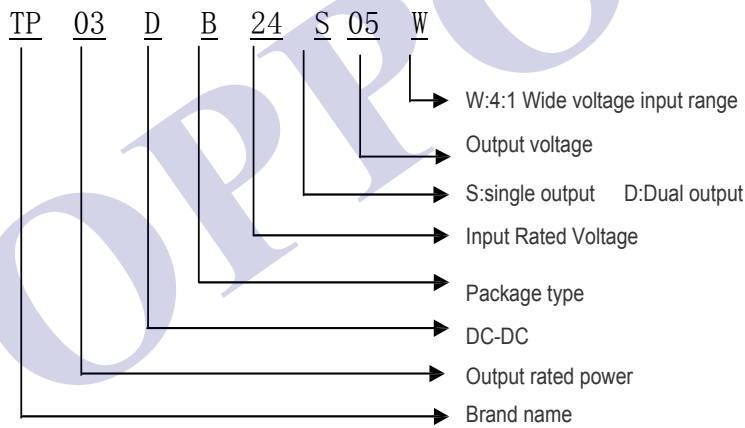 TP 03 D B 24 S 05 W
W:4:1 Wide voltage input range
Output voltage
S:single output D:Dual output
Input Rated Voltage
Package type
DC-DC
Output rated power
Brand name
OPPO